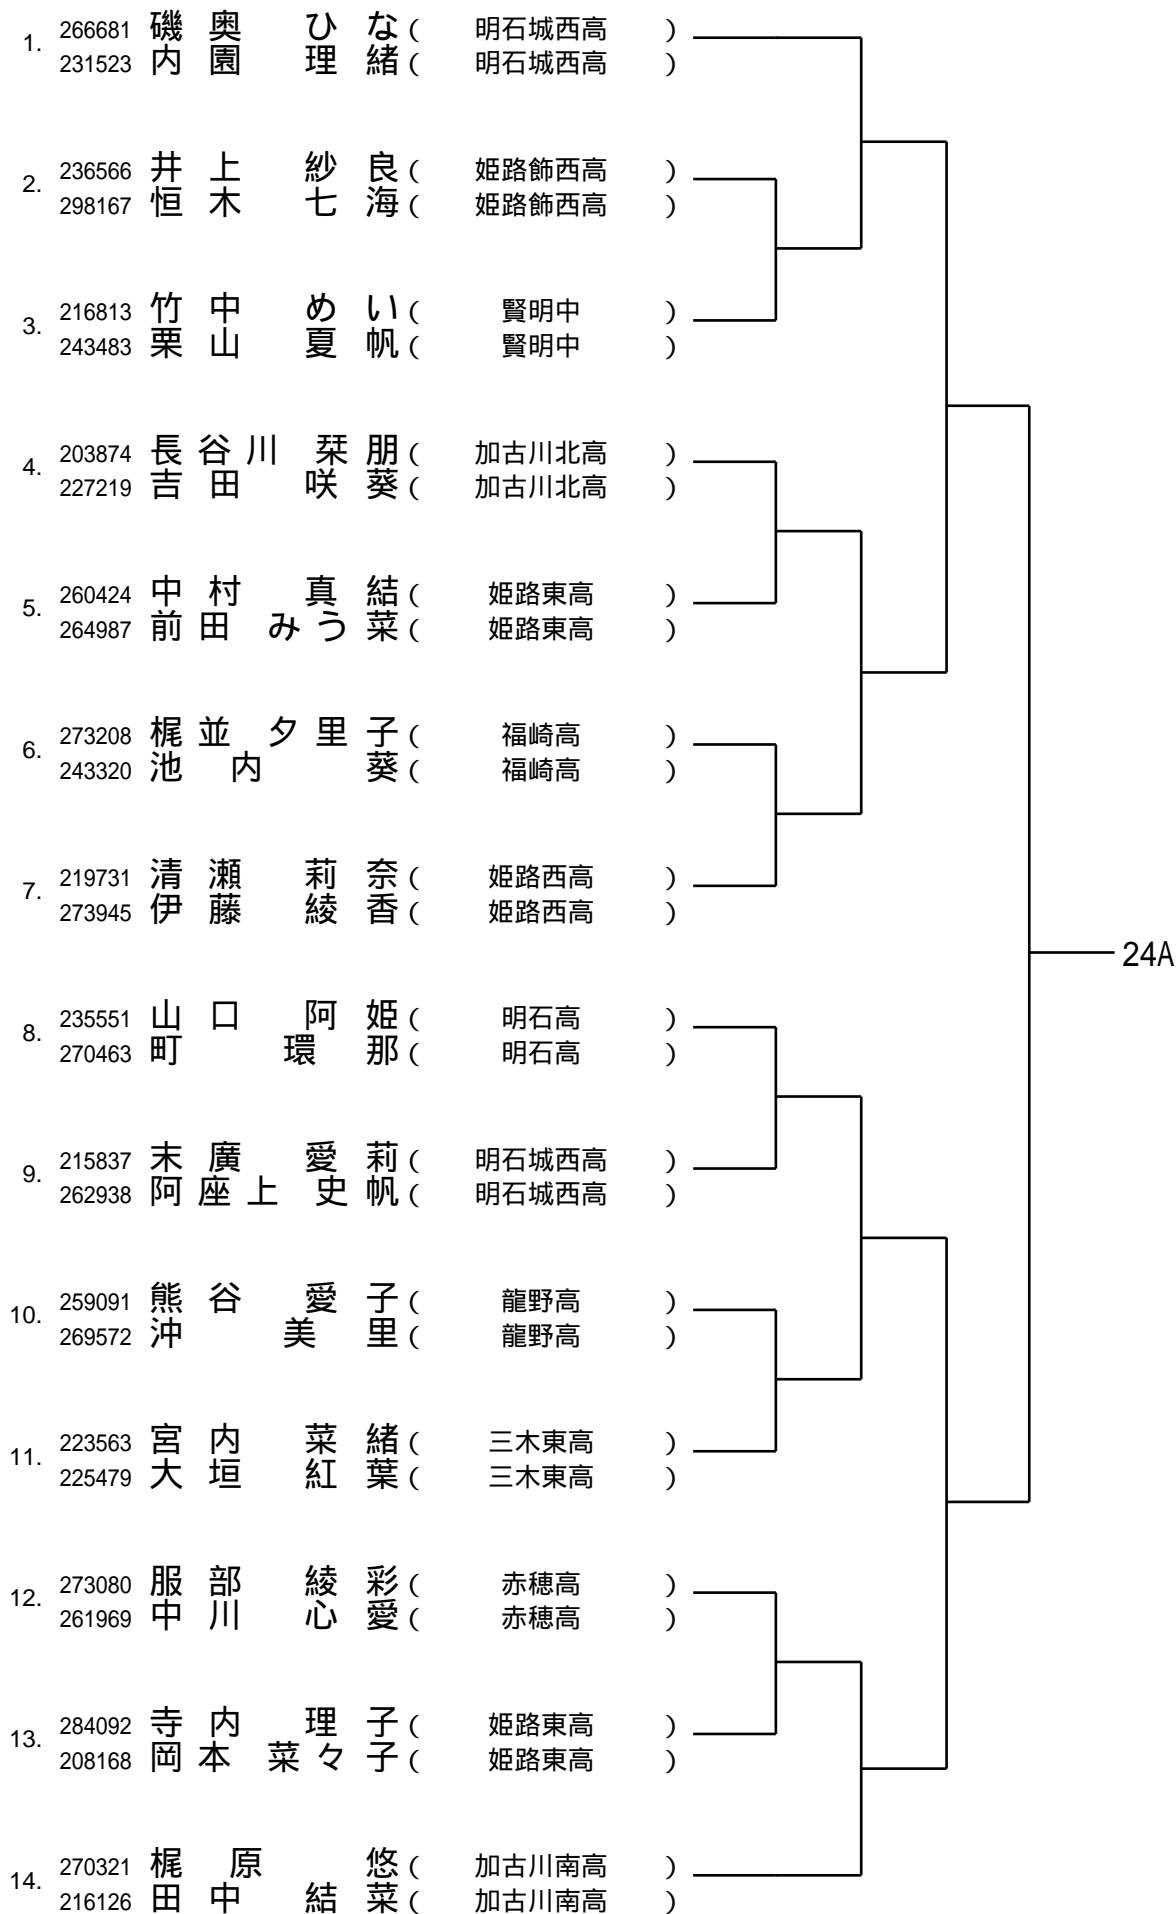 1. 266681 磯奥 ひな ( 明石城西高 )
231523 内園 理緒 ( 明石城西高 )
2. 236566 井上 紗良 ( 姫路飾西高 )
298167 恒木 七海 ( 姫路飾西高 )
3. 216813 竹中 めい ( 賢明中 )
243483 栗山 夏帆 ( 賢明中 )
4. 203874 長谷川 栞朋 ( 加古川北高 )
227219 吉田 咲葵 ( 加古川北高 )
5. 260424 中村 真結 ( 姫路東高 )
264987 前田 みう菜 ( 姫路東高 )
6. 273208 梶並 夕里子 ( 福崎高 )
243320 池内 葵 ( 福崎高 )
7. 219731 清瀬 莉奈 ( 姫路西高 )
273945 伊藤 綾香 ( 姫路西高 )
24A
8. 235551 山口 阿姫 ( 明石高 )
270463 町 環那 ( 明石高 )
9. 215837 末廣 愛莉 ( 明石城西高 )
262938 阿座上 史帆 ( 明石城西高 )
10. 259091 熊谷 愛子 ( 龍野高 )
269572 沖 美里 ( 龍野高 )
11. 223563 宮内 菜緒 ( 三木東高 )
225479 大垣 紅葉 ( 三木東高 )
12. 273080 服部 綾彩 ( 赤穂高 )
261969 中川 心愛 ( 赤穂高 )
13. 284092 寺内 理子 ( 姫路東高 )
208168 岡本 菜々子 ( 姫路東高 )
14. 270321 梶原 悠 ( 加古川南高 )
216126 田中 結菜 ( 加古川南高 )